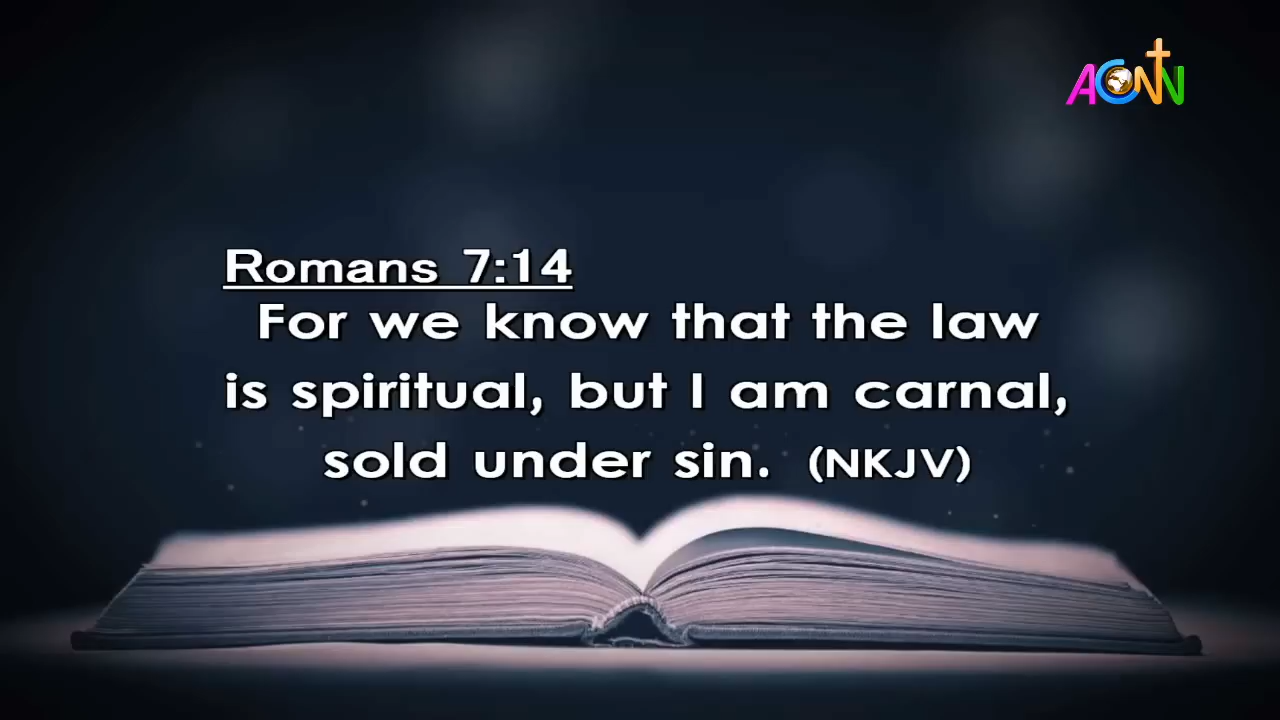 ACNN
Romans 7:14
For we know that the law
is spiritual, but I am carnal,
sold under sin. (NKJV)